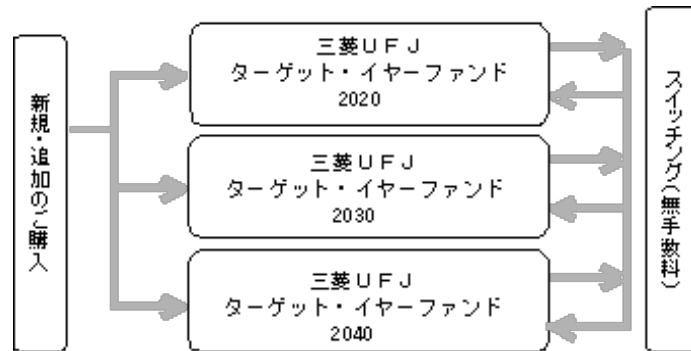 新規・追加のご購入
三菱ＵＦＪ
ターゲット・イヤーファンド
2020
三菱ＵＦＪ
ターゲット・イヤーファンド
2030
三菱ＵＦＪ
ターゲット・イヤーファンド
2040
スイッチング（無手数料）